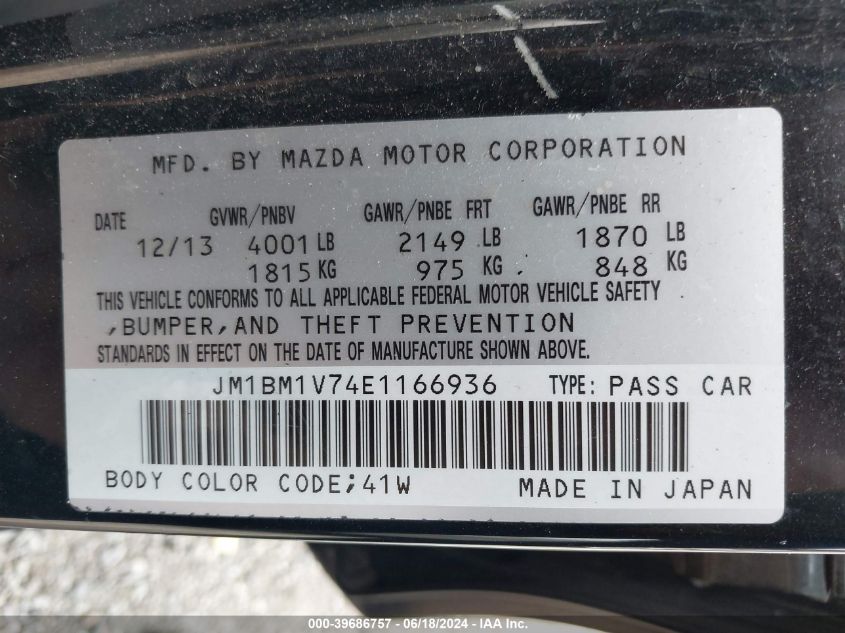 MFD. BY MAZDA MOTOR CORPORATION
DATE GVWR/PNBV GAWR/PNBE FRT GAWR/PNBE RR
12/13 4001 LB 2149 LB 1870 LB
1815 KG 975 KG . 848 KG
THIS VEHICLE CONFORMS TO ALL APPLICABLE FEDERAL MOTOR VEHICLE SAFETY
,BUMPER,AND THEFT PREVENTION
STANDARDS IN EFFECT ON THE DATE OF MANUFACTURE SHOWN ABOVE.
JM1BM1V74E1166936 TYPE: PASS CAR
BODY COLOR CODE;41W MADE IN JAPAN
000-39686757 - 06/18/2024 - IAA Inc.